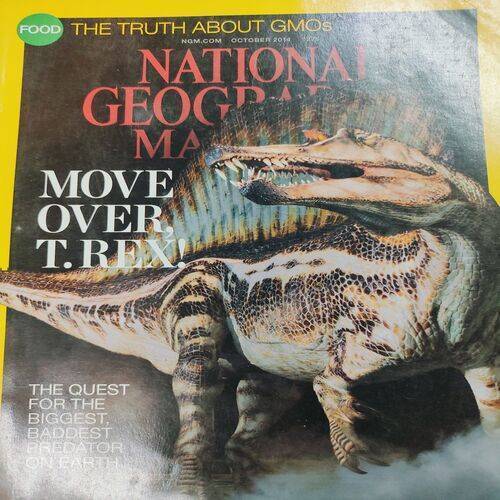 FOOD THE TRUTH ABOUT GMOs
NGM.COM OCTOBER 2014
NATIONAL
GEOGRAP
MA
MOVE
OVER,
T. REX!
THE QUEST
FOR THE
BIGGEST,
BADDEST
PREDATOR
ON EARTH